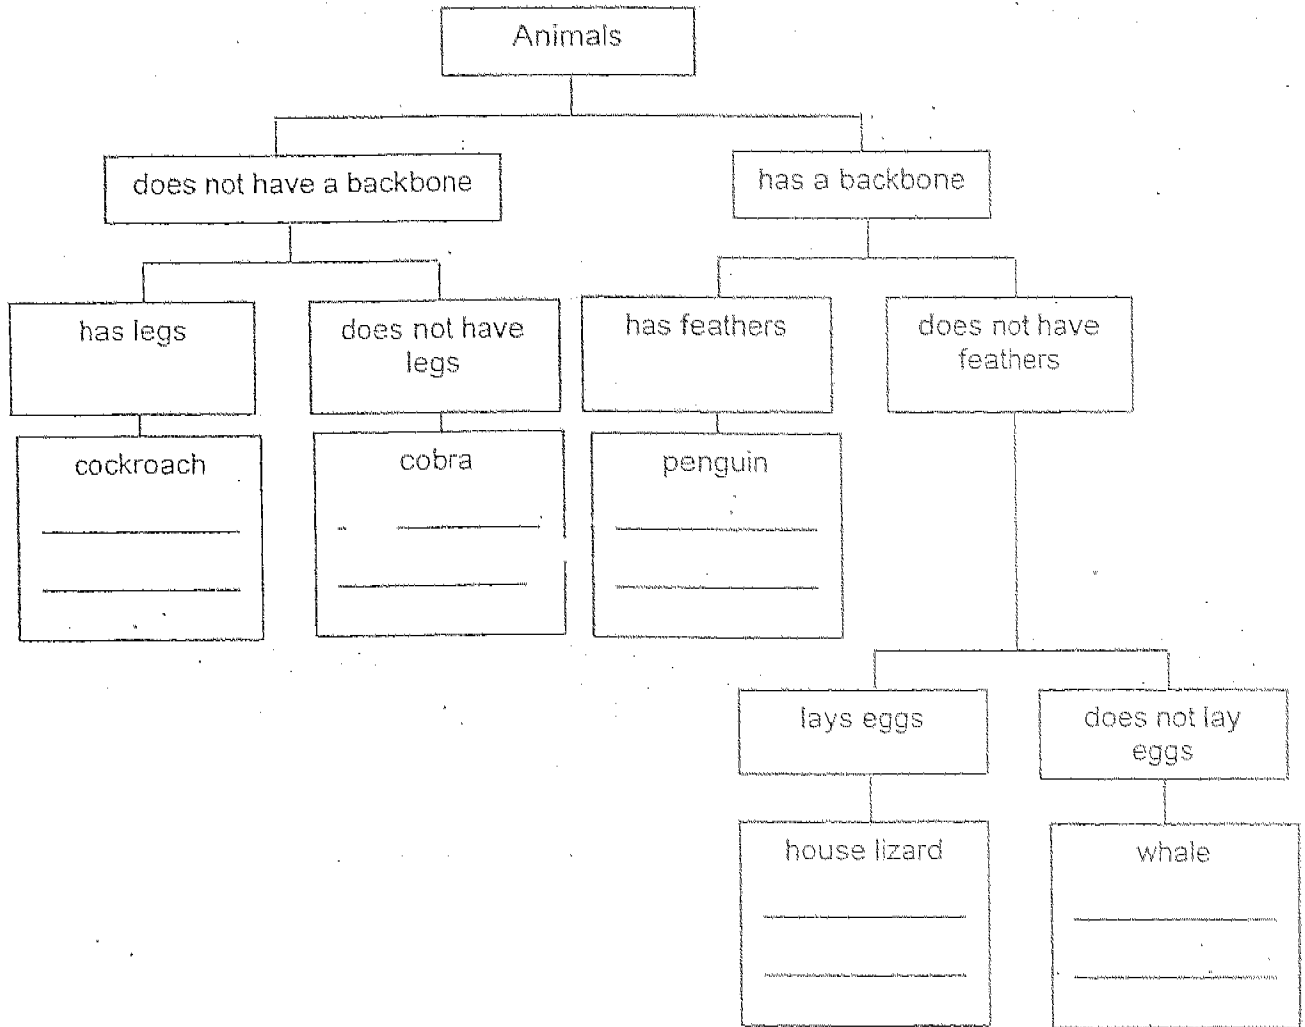 Animals
does not have a backbone
has a backbone
has legs
does not have
legs
has feathers
does not have
feathers
cockroach
cobra
penguin
lays eggs
does not lay
eggs
house lizard
whale